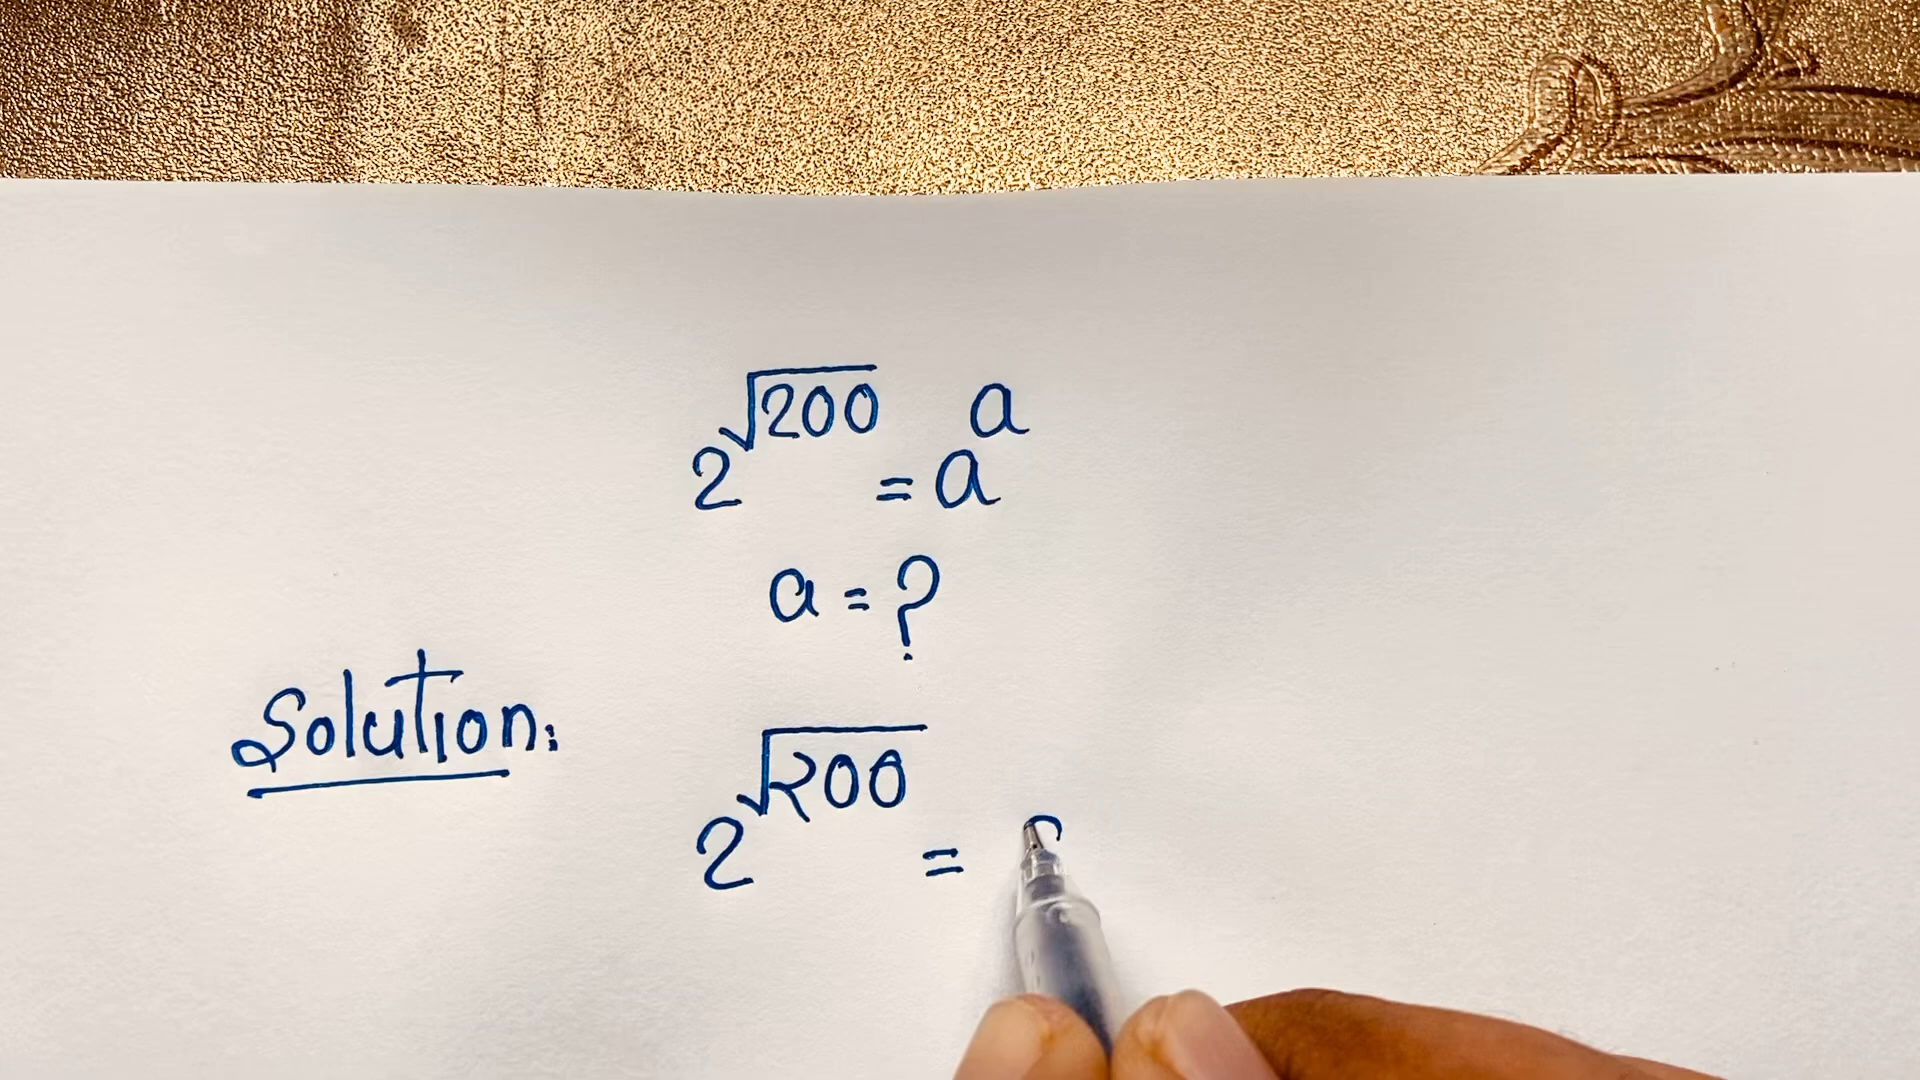 2^√200 = a^a
a = ?
Solution:
2^√200 =